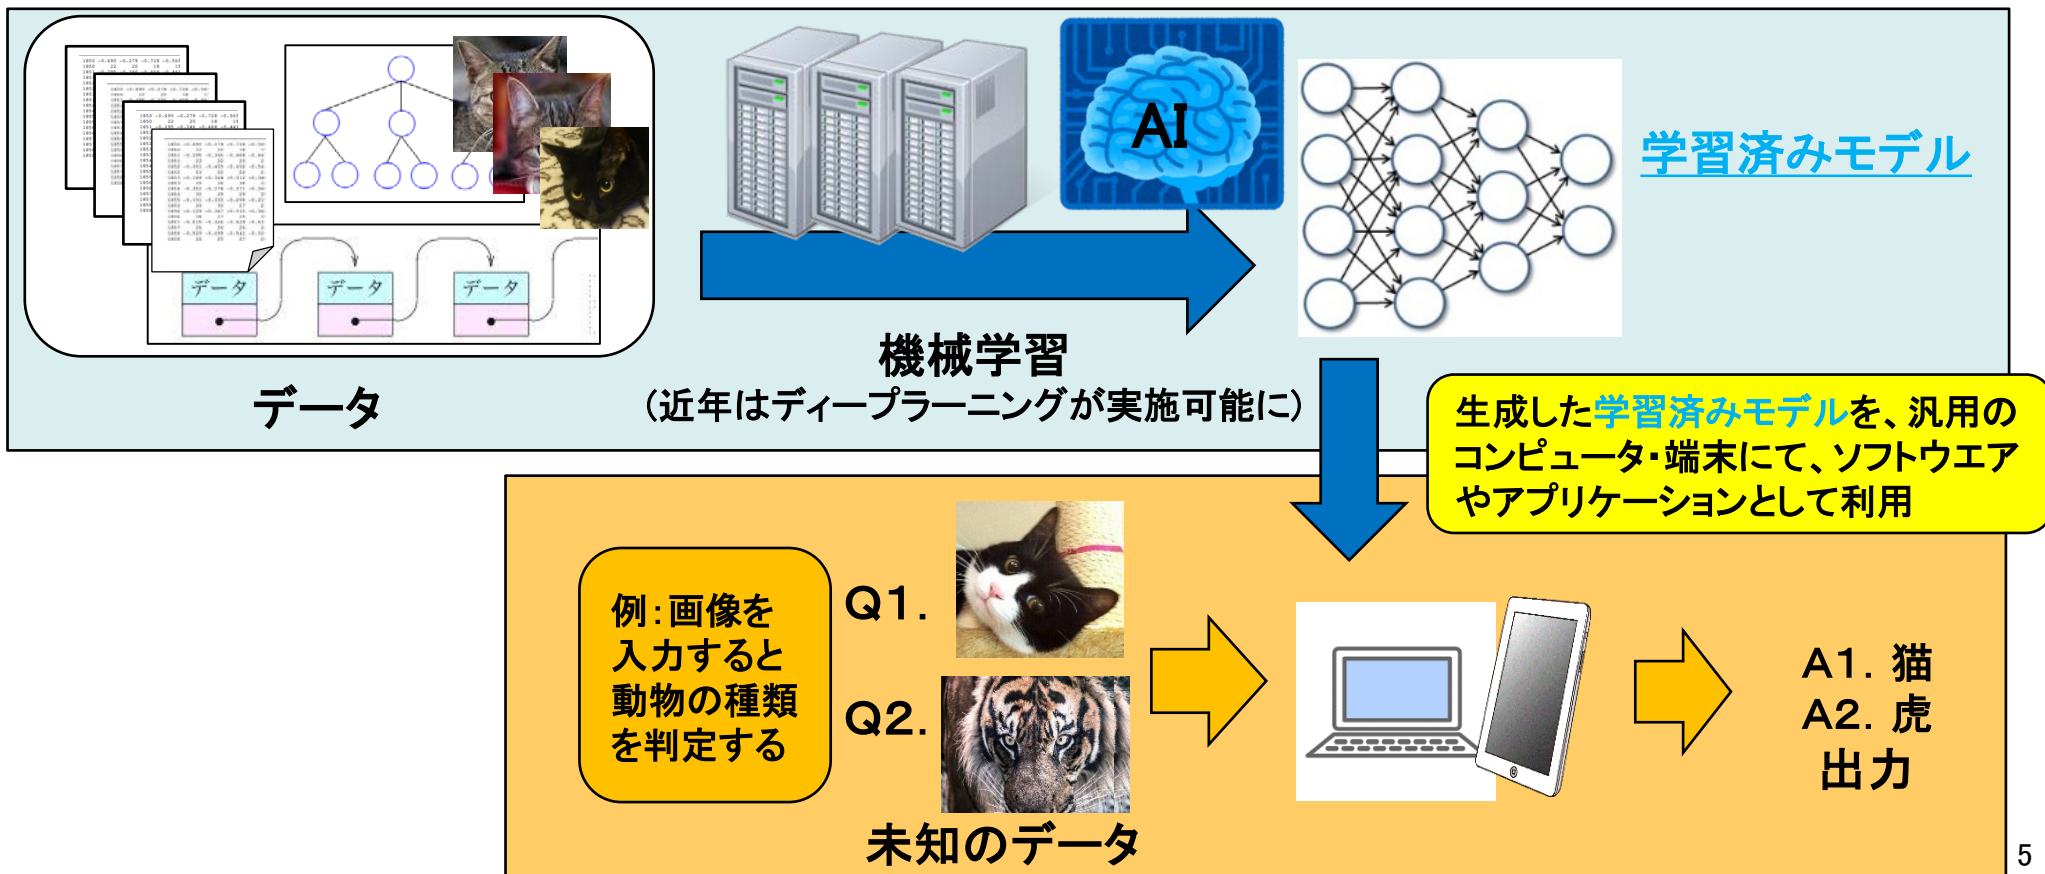 データ
データ
データ
データ
機械学習
(近年はディープラーニングが実施可能に)
AI
学習済みモデル
生成した学習済みモデルを、汎用の
コンピュータ・端末にて、ソフトウエア
やアプリケーションとして利用
例:画像を
入力すると
動物の種類
を判定する
Q1.
Q2.
未知のデータ
A1. 猫
A2. 虎
出力
5